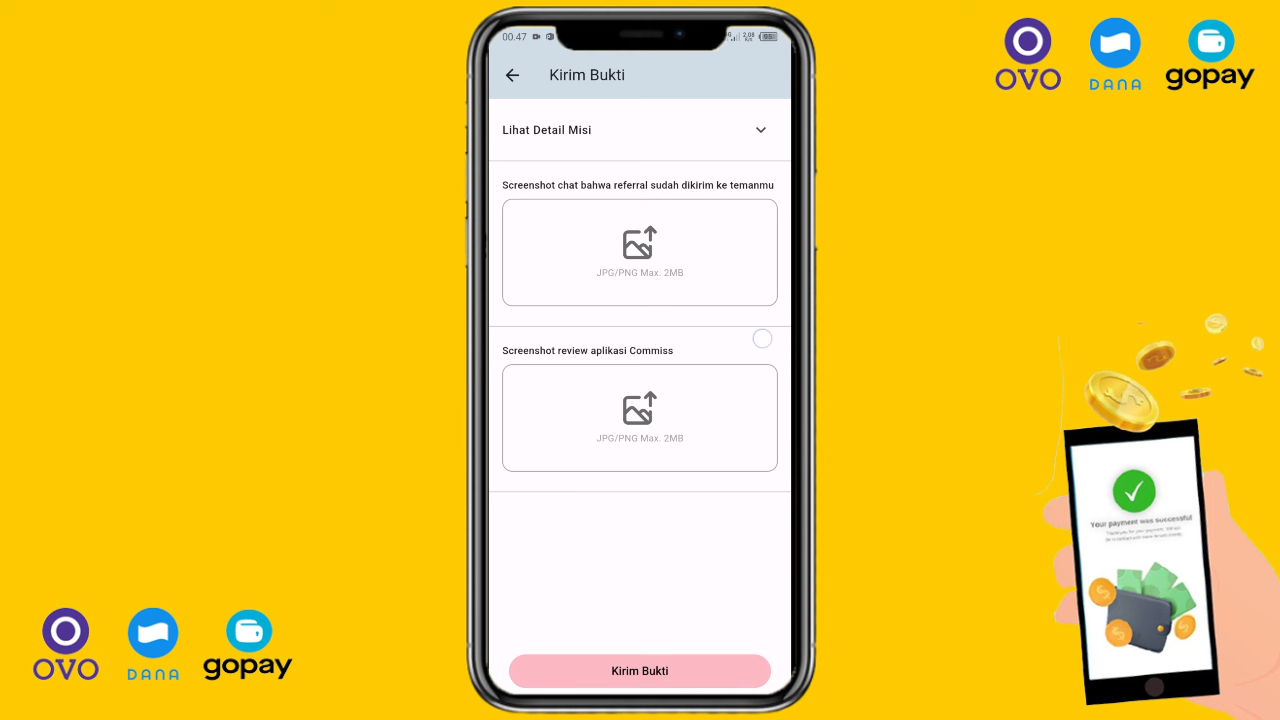 00.47
2,08
K/s
Kirim Bukti
Lihat Detail Misi
Screenshot chat bahwa referral sudah dikirim ke temanmu
JPG/PNG Max. 2MB
Screenshot review aplikasi Commiss
JPG/PNG Max. 2MB
Kirim Bukti
OVO
DANA
gopay
Your payment was successful
OVO
DANA
gopay